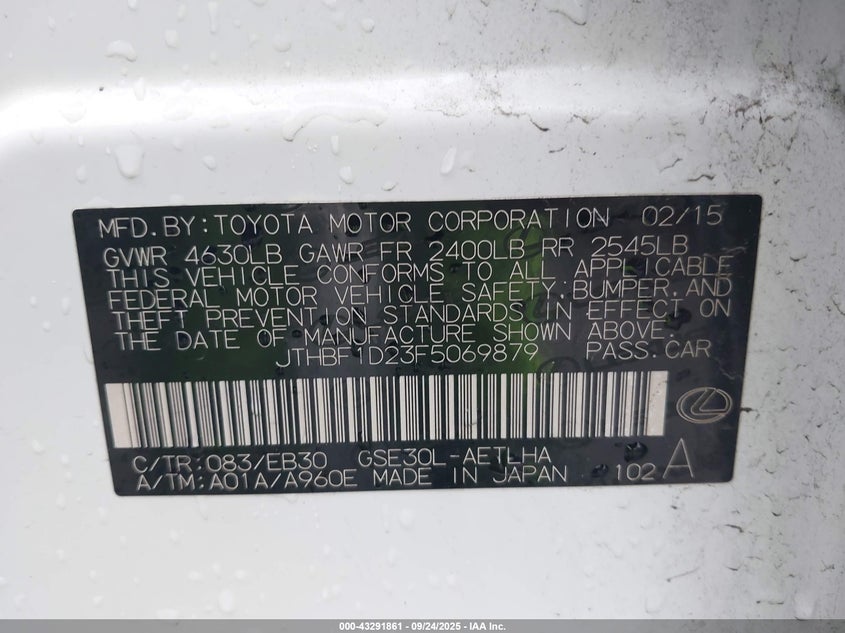 MFD.BY:TOYOTA MOTOR CORPORATION 02/15
GVWR 4630LB GAWR FR 2400LB RR 2545LB
THIS VEHICLE CONFORMS TO ALL APPLICABLE
FEDERAL MOTOR VEHICLE SAFETY,BUMPER,AND
THEFT PREVENTION STANDARDS IN EFFECT ON
THE DATE OF MANUFACTURE SHOWN ABOVE.
JTHBF1D23F5069879 PASS.CAR
C/TR:083/EB30 GSE30L-AETLHA
A/TM:A01A/A960E MADE IN JAPAN 102 A
000-43291861 - 09/24/2025 - IAA Inc.